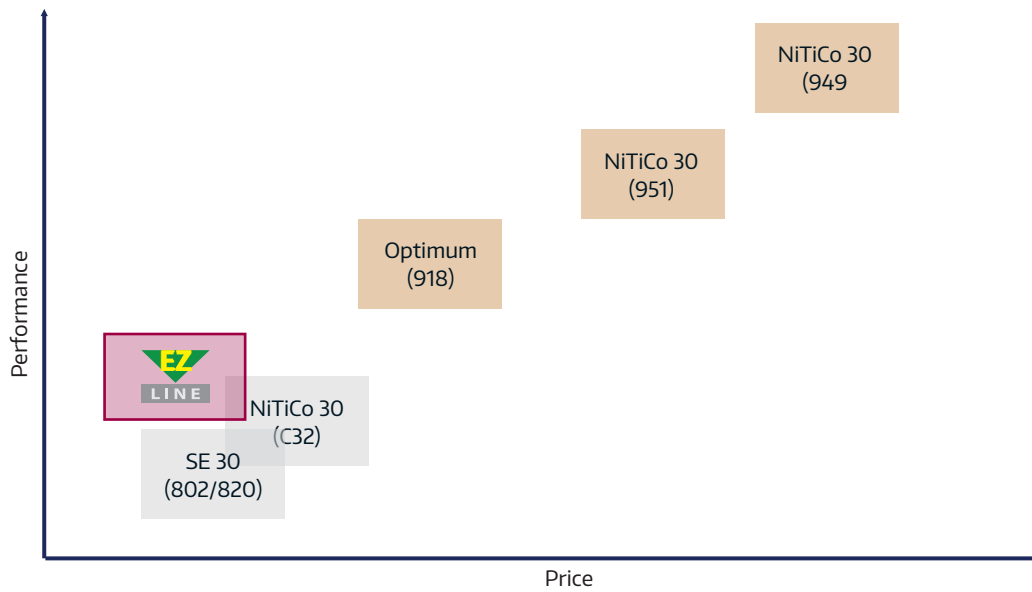 NiTiCo 30
(949
NiTiCo 30
(951)
Optimum
(918)
EZ
LINE
NiTiCo 30
(C32)
SE 30
(802/820)
Performance
Price